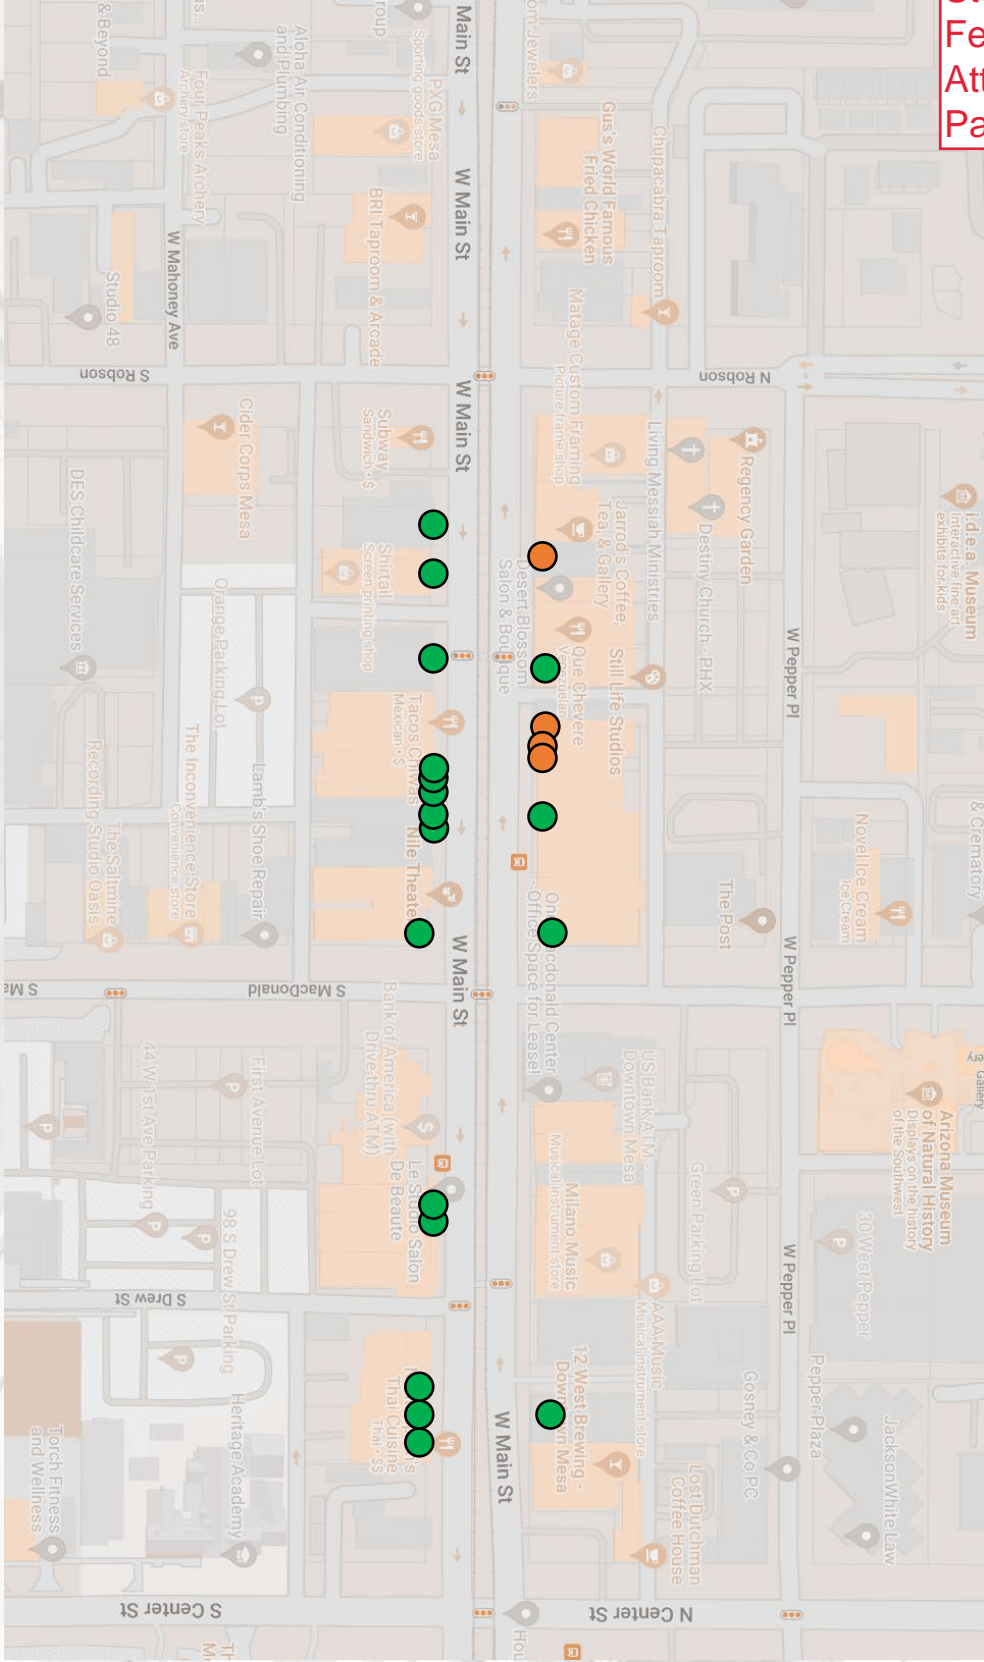 Fe
Att
Pa
& Beyond
Aloha Air Conditioning
and Plumbing
Four Peaks Archery
Archery store
roup
PXG Mesa
Sporting goods store
BRI Taproom & Arcade
Studio 48
W Mahoney Ave
W Main St
W Main St
om Jewelers
Gus's World Famous
Fried Chicken
Chupacabra Taproom
Matage Custom Framing
Picture frame shop
S Robson
N Robson
W Main St
Cider Corps Mesa
Subway
Sandwich • $
DES Childcare Services
Shirtail
Screen printing shop
Orange Parking Lot
Living Messiah Ministries
Regency Garden
Jarrod's Coffee,
Tea & Gallery
Destiny Church - PHX
i.d.e.a. Museum
Interactive fine art
exhibits for kids
Desert Blossom
Salon & Boutique
Que Chevere
Venezuelan
Still Life Studios
W Pepper Pl
Tacos Chiwas
Mexican • $
The Inconvenience Store
Convenience store
Recording Studio Oasis
The Saltmine
Lamb's Shoe Repair
Nile Theater
Novel Ice Cream
Ice Cream
& Crematory
The Post
Macdonald Center
- Office Space for Lease!
W Main St
W Pepper Pl
S Ma
S MacDonald
Bank of America (with
Drive-thru ATM)
44 W 1st Ave Parking
First Avenue Lot
US Bank ATM -
Downtown Mesa
Arizona Museum
of Natural History
Displays on the history
of the Southwest
Gallery
ery
Le Studio Salon
De Beaute
98 S Drew St Parking
Milano Music
Musical instrument store
Green Parking Lot
30 West Pepper
W Pepper Pl
S Drew St
AAA Music
Musical instrument store
Thai Cuisine
Thai • $$
12 West Brewing -
Downtown Mesa
Gosney & Co PC
Pepper Plaza
JacksonWhite Law
W Main St
Heritage Academy
Torch Fitness
and Wellness
Lost Dutchman
Coffee House
S Center St
N Center St
Hou
Th
M